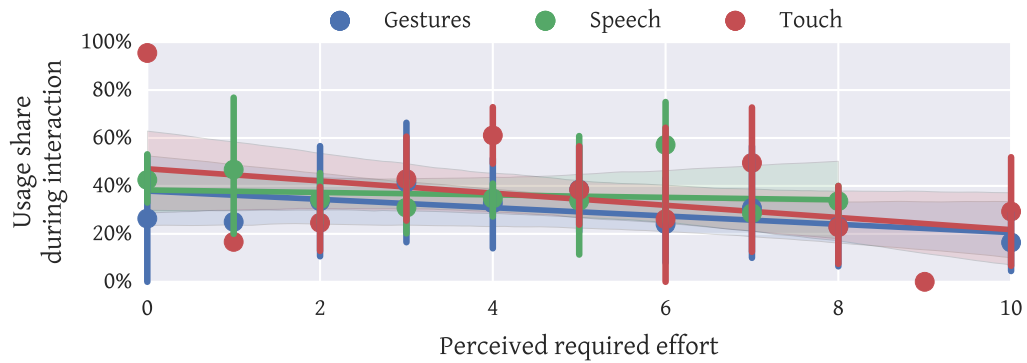 Gestures Speech Touch
100%
80%
60%
40%
20%
0%
Usage share
during interaction
0 2 4 6 8 10
Perceived required effort